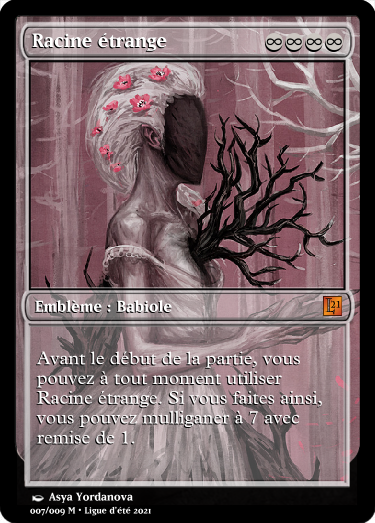 Racine étrange
∞∞∞∞
Emblème : Babiole
L21
Avant le début de la partie, vous
pouvez à tout moment utiliser
Racine étrange. Si vous faites ainsi,
vous pouvez mulliganer à 7 avec
remise de 1.
Asya Yordanova
007/009 M • Ligue d'été 2021